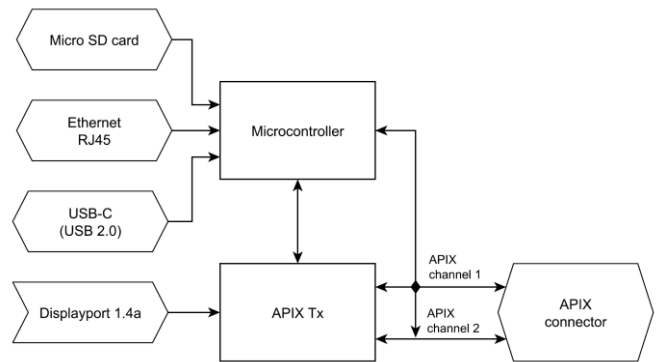 Micro SD card
Ethernet
RJ45
Microcontroller
USB-C
(USB 2.0)
APIX
channel 1
Displayport 1.4a
APIX Tx
APIX
channel 2
APIX
connector